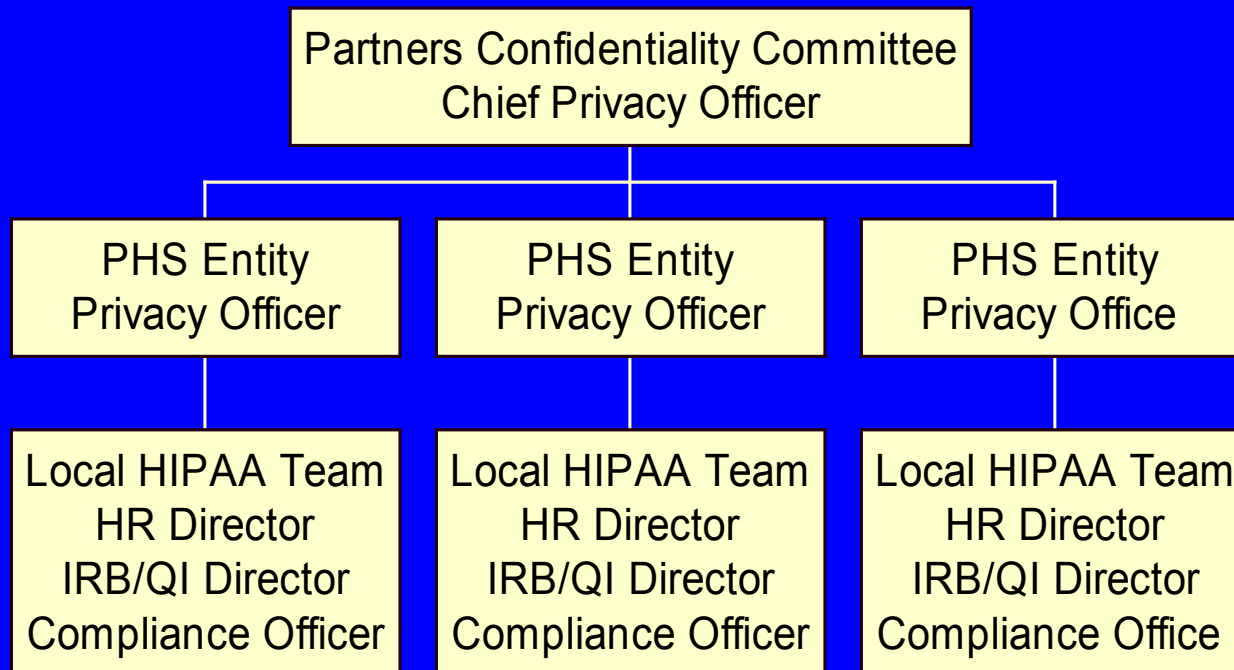 Partners Confidentiality Committee
Chief Privacy Officer
PHS Entity
Privacy Officer
PHS Entity
Privacy Officer
PHS Entity
Privacy Office
Local HIPAA Team
HR Director
IRB/QI Director
Compliance Officer
Local HIPAA Team
HR Director
IRB/QI Director
Compliance Officer
Local HIPAA Team
HR Director
IRB/QI Director
Compliance Office